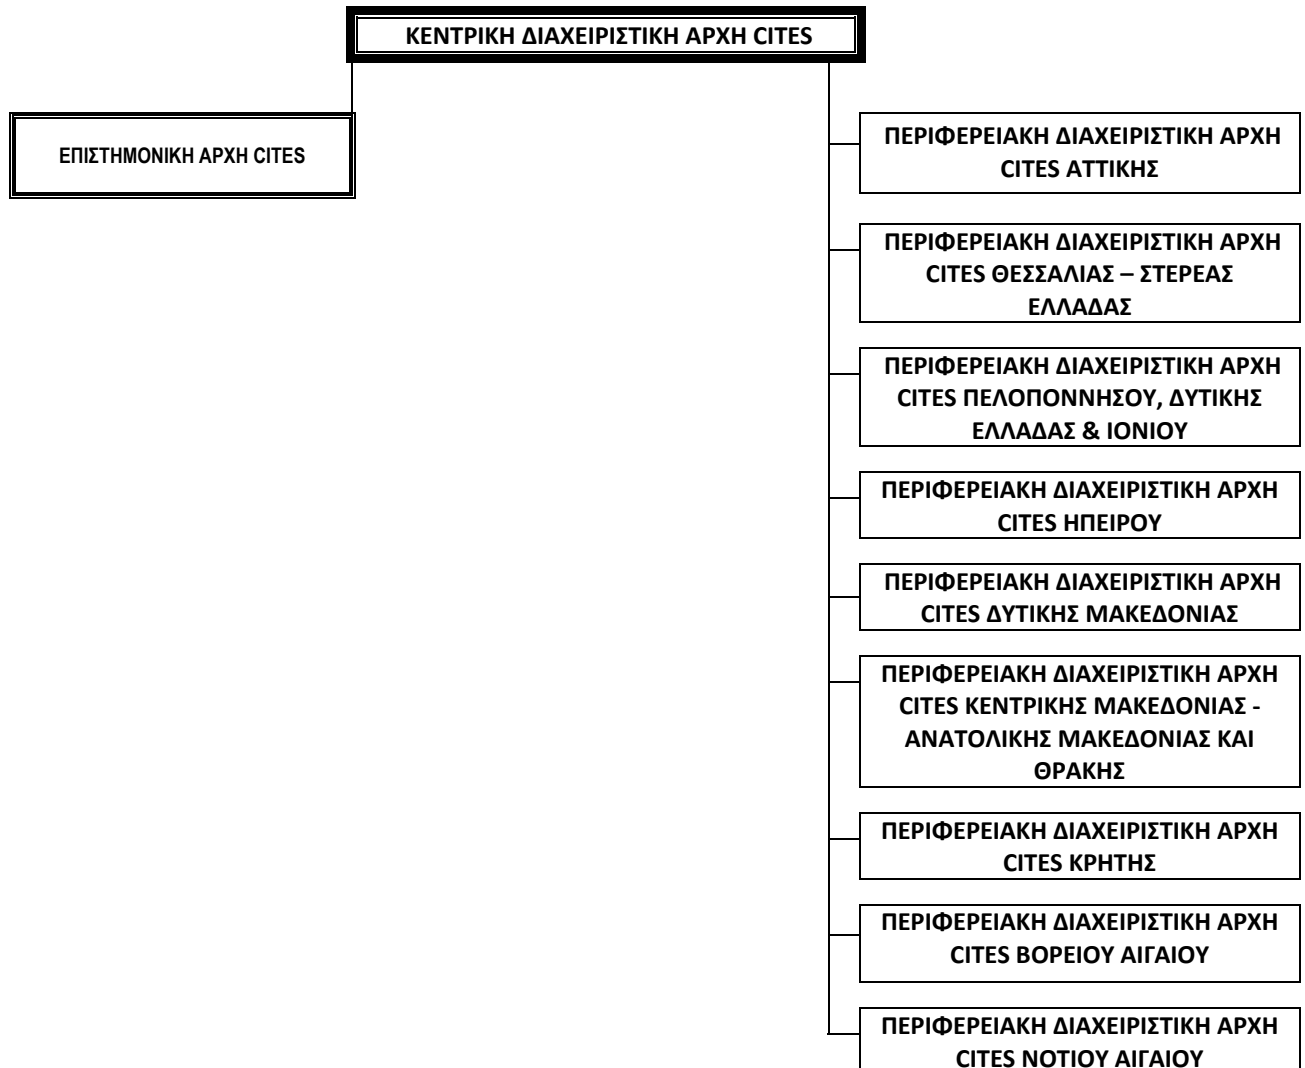 ΚΕΝΤΡΙΚΗ ΔΙΑΧΕΙΡΙΣΤΙΚΗ ΑΡΧΗ CITES
ΕΠΙΣΤΗΜΟΝΙΚΗ ΑΡΧΗ CITES
ΠΕΡΙΦΕΡΕΙΑΚΗ ΔΙΑΧΕΙΡΙΣΤΙΚΗ ΑΡΧΗ
CITES ΑΤΤΙΚΗΣ
ΠΕΡΙΦΕΡΕΙΑΚΗ ΔΙΑΧΕΙΡΙΣΤΙΚΗ ΑΡΧΗ
CITES ΘΕΣΣΑΛΙΑΣ – ΣΤΕΡΕΑΣ
ΕΛΛΑΔΑΣ
ΠΕΡΙΦΕΡΕΙΑΚΗ ΔΙΑΧΕΙΡΙΣΤΙΚΗ ΑΡΧΗ
CITES ΠΕΛΟΠΟΝΝΗΣΟΥ, ΔΥΤΙΚΗΣ
ΕΛΛΑΔΑΣ & ΙΟΝΙΟΥ
ΠΕΡΙΦΕΡΕΙΑΚΗ ΔΙΑΧΕΙΡΙΣΤΙΚΗ ΑΡΧΗ
CITES ΗΠΕΙΡΟΥ
ΠΕΡΙΦΕΡΕΙΑΚΗ ΔΙΑΧΕΙΡΙΣΤΙΚΗ ΑΡΧΗ
CITES ΔΥΤΙΚΗΣ ΜΑΚΕΔΟΝΙΑΣ
ΠΕΡΙΦΕΡΕΙΑΚΗ ΔΙΑΧΕΙΡΙΣΤΙΚΗ ΑΡΧΗ
CITES ΚΕΝΤΡΙΚΗΣ ΜΑΚΕΔΟΝΙΑΣ -
ΑΝΑΤΟΛΙΚΗΣ ΜΑΚΕΔΟΝΙΑΣ ΚΑΙ
ΘΡΑΚΗΣ
ΠΕΡΙΦΕΡΕΙΑΚΗ ΔΙΑΧΕΙΡΙΣΤΙΚΗ ΑΡΧΗ
CITES ΚΡΗΤΗΣ
ΠΕΡΙΦΕΡΕΙΑΚΗ ΔΙΑΧΕΙΡΙΣΤΙΚΗ ΑΡΧΗ
CITES ΒΟΡΕΙΟΥ ΑΙΓΑΙΟΥ
ΠΕΡΙΦΕΡΕΙΑΚΗ ΔΙΑΧΕΙΡΙΣΤΙΚΗ ΑΡΧΗ
CITES ΝΟΤΙΟΥ ΑΙΓΑΙΟΥ